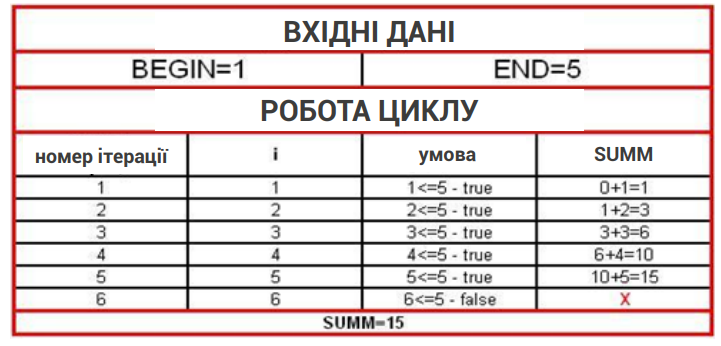 ВХІДНІ ДАНІ
BEGIN=1 END=5
РОБОТА ЦИКЛУ
номер ітерації i умова SUMM
1 1 1<=5 - true 0+1=1
2 2 2<=5 - true 1+2=3
3 3 3<=5 - true 3+3=6
4 4 4<=5 - true 6+4=10
5 5 5<=5 - true 10+5=15
6 6 6<=5 - false X
SUMM=15